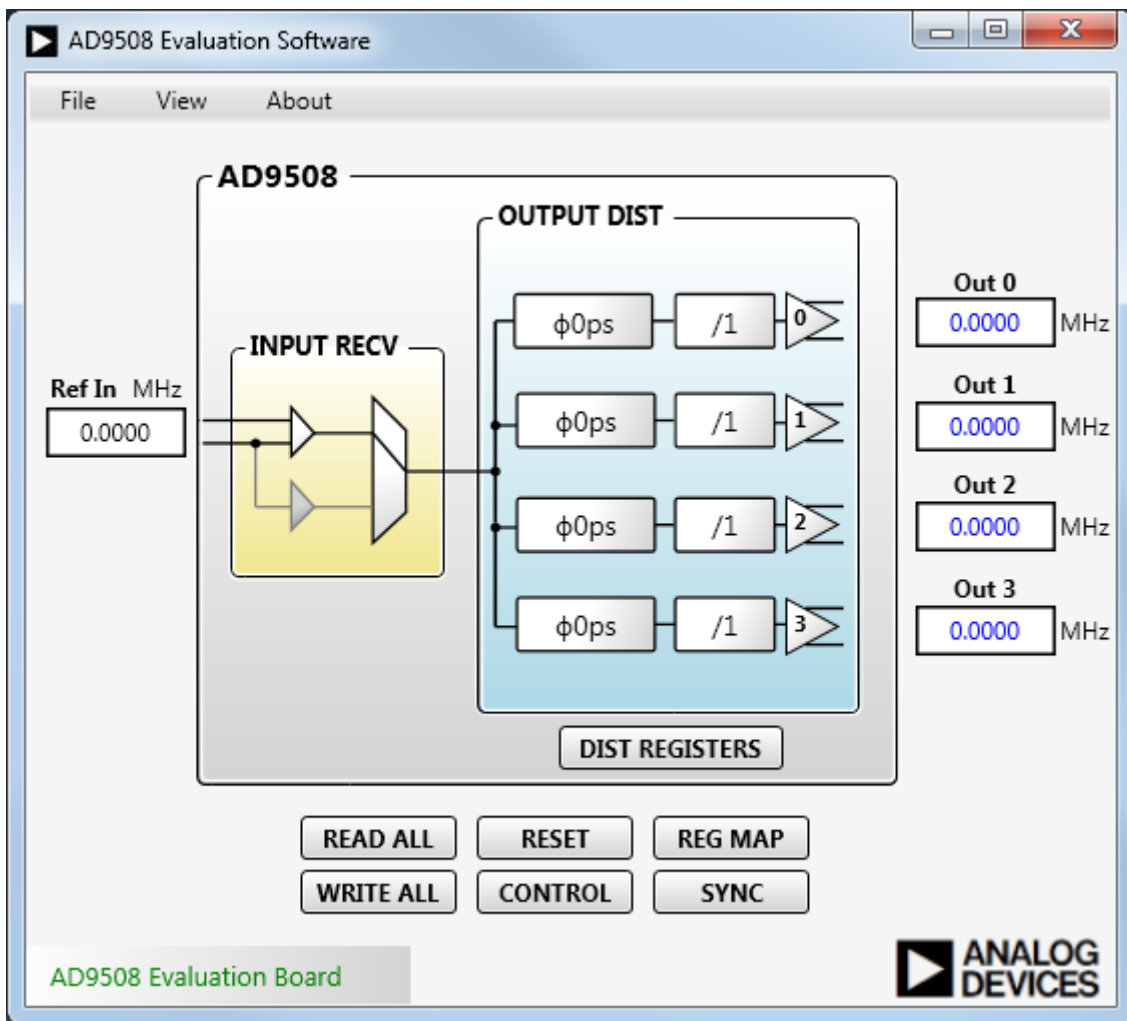 AD9508 Evaluation Software
File View About
AD9508
OUTPUT DIST
INPUT RECV
Ref In MHz
0.0000
ϕ0ps /1 0
ϕ0ps /1 1
ϕ0ps /1 2
ϕ0ps /1 3
Out 0
0.0000 MHz
Out 1
0.0000 MHz
Out 2
0.0000 MHz
Out 3
0.0000 MHz
DIST REGISTERS
READ ALL RESET REG MAP
WRITE ALL CONTROL SYNC
AD9508 Evaluation Board
ANALOG
DEVICES